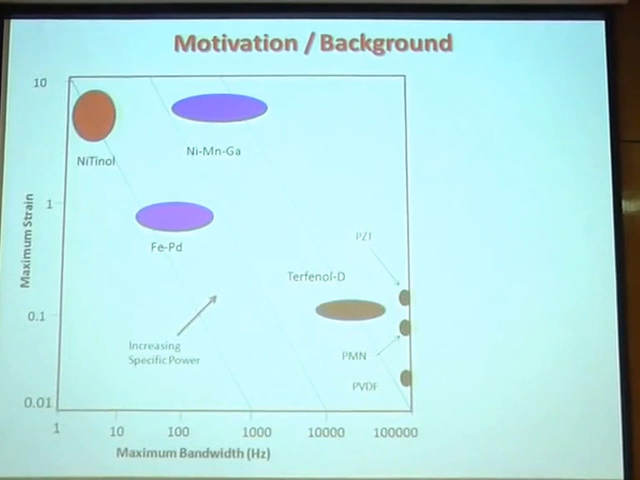 Motivation / Background
10
NiTinol
Ni-Mn-Ga
Maximum Strain
1
Fe-Pd
PZT
Terfenol-D
0.1
Increasing
Specific Power
PMN
PVDF
0.01
1
10
100
1000
10000
100000
Maximum Bandwidth (Hz)